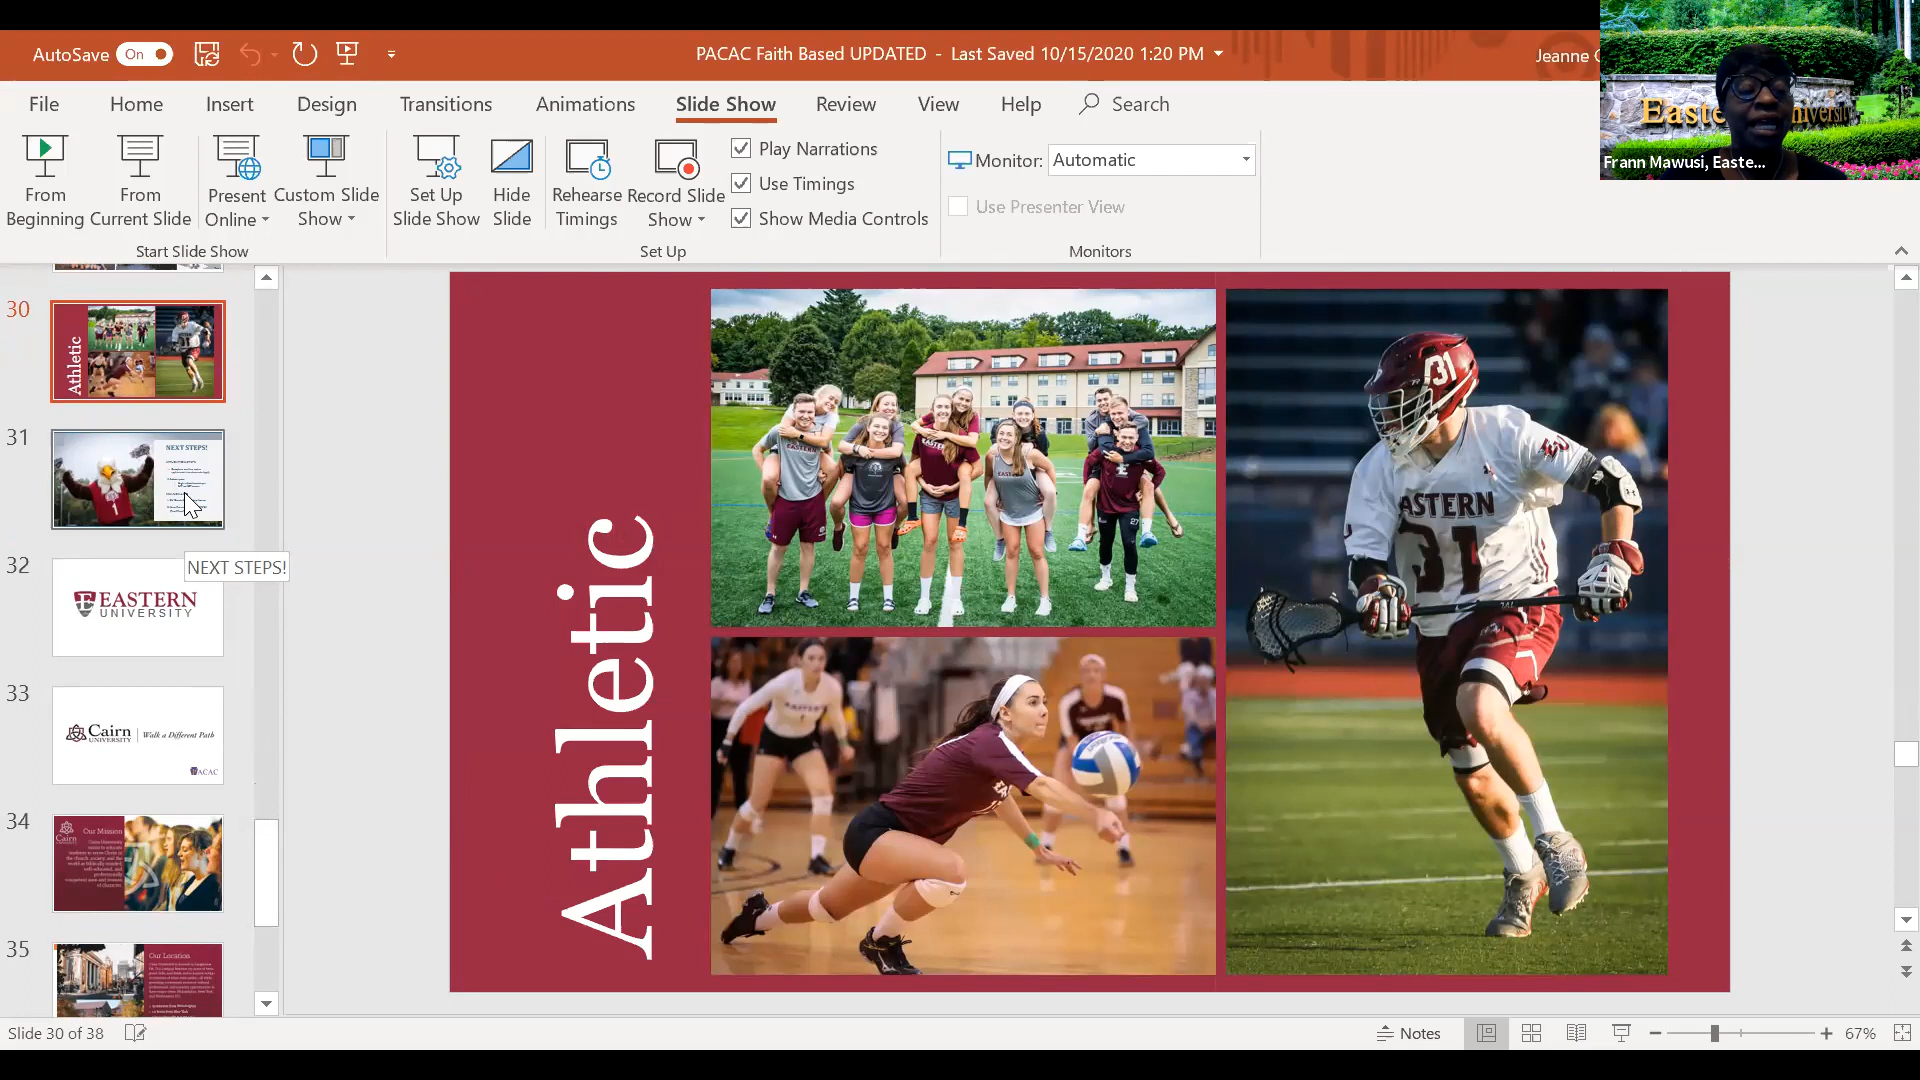 AutoSave On
PACAC Faith Based UPDATED - Last Saved 10/15/2020 1:20 PM
Jeanne
File Home Insert Design Transitions Animations Slide Show Review View Help Search
From Beginning
From Current Slide
Present Online
Custom Slide Show
Set Up Slide Show
Hide Slide
Rehearse Timings
Record Slide Show
Play Narrations
Use Timings
Show Media Controls
Monitor: Automatic
Use Presenter View
Start Slide Show
Set Up
Monitors
Frann Mawusi, Easte...
30
Athletic
31
NEXT STEPS!
1
NEXT STEPS!
32
EASTERN
UNIVERSITY
33
Cairn
UNIVERSITY
Walk a Different Path
PACAC
34
Cairn
Our Mission
35
Our Location
Athletic
EASTERN
31
ASTERN
31
Slide 30 of 38
Notes
67%